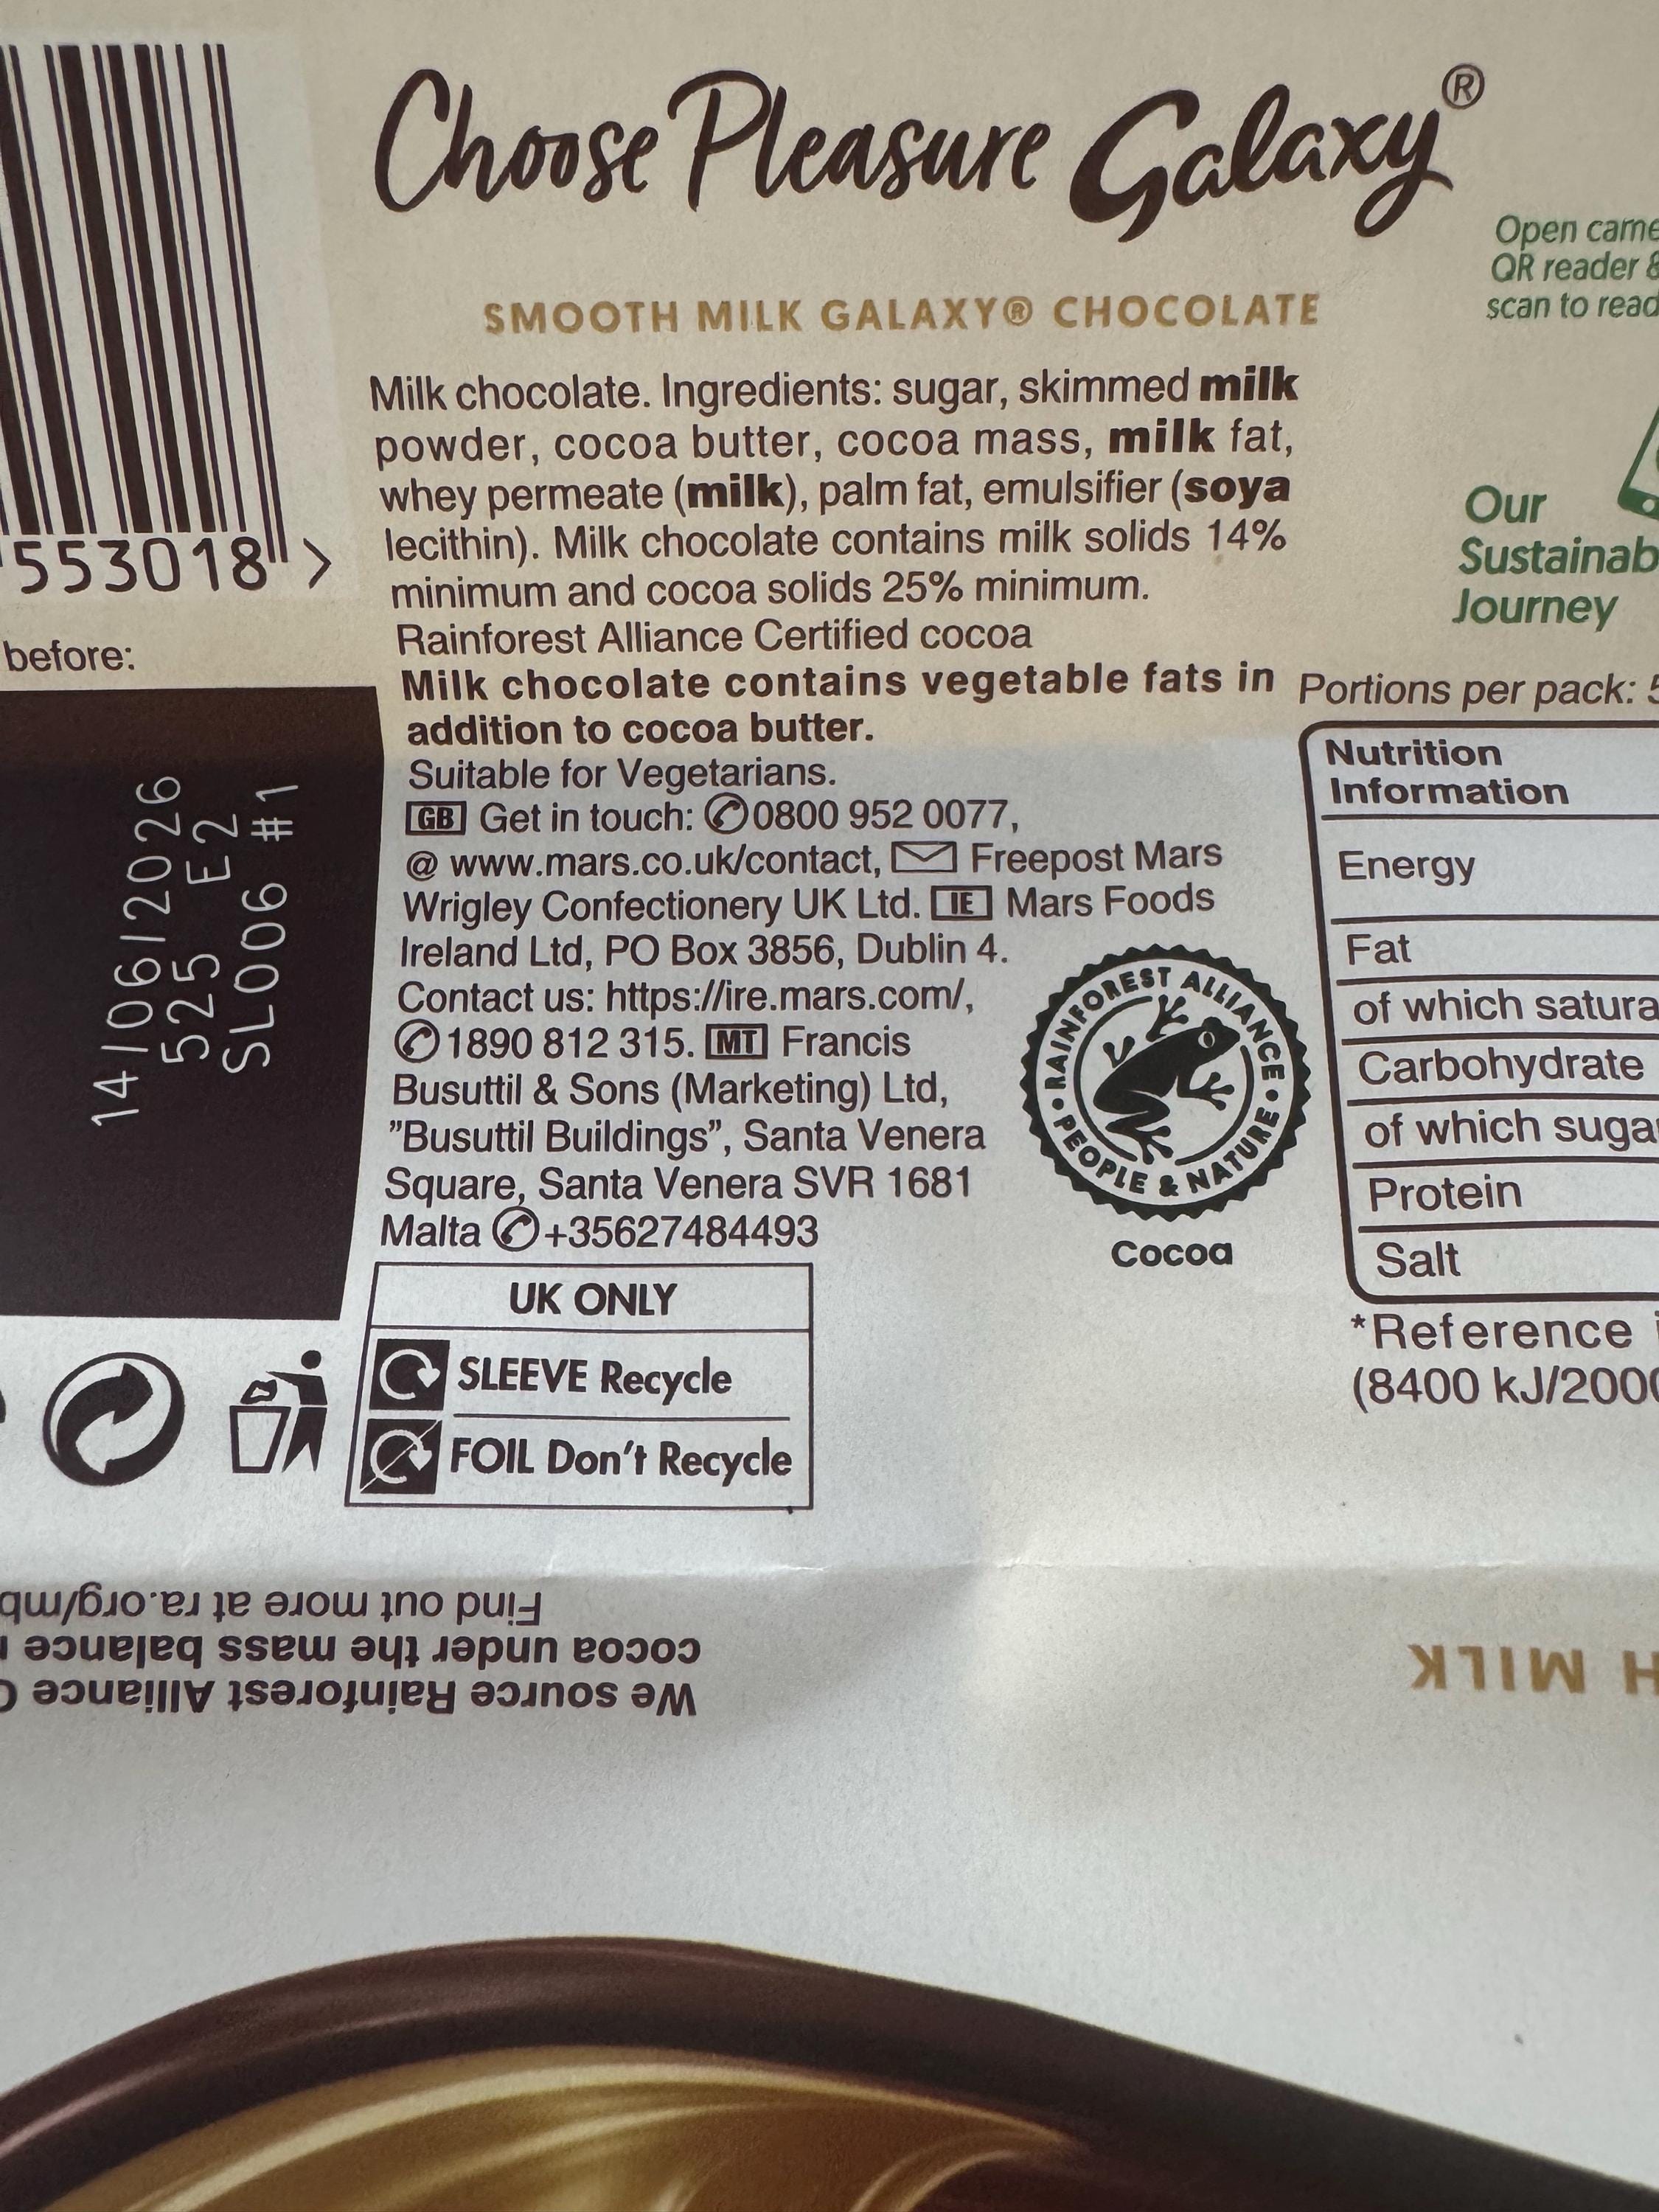 Choose Pleasure Galaxy®
SMOOTH MILK GALAXY® CHOCOLATE
Milk chocolate. Ingredients: sugar, skimmed milk
powder, cocoa butter, cocoa mass, milk fat,
whey permeate (milk), palm fat, emulsifier (soya
lecithin). Milk chocolate contains milk solids 14%
minimum and cocoa solids 25% minimum.
Rainforest Alliance Certified cocoa
Milk chocolate contains vegetable fats in
addition to cocoa butter.
Suitable for Vegetarians.
GB Get in touch: 0800 952 0077,
@ www.mars.co.uk/contact, Freepost Mars
Wrigley Confectionery UK Ltd. IE Mars Foods
Ireland Ltd, PO Box 3856, Dublin 4.
Contact us: https://ire.mars.com/,
1890 812 315. MT Francis
Busuttil & Sons (Marketing) Ltd,
"Busuttil Buildings", Santa Venera
Square, Santa Venera SVR 1681
Malta +35627484493
UK ONLY
SLEEVE Recycle
FOIL Don't Recycle
RAINFOREST ALLIANCE
PEOPLE & NATURE
Cocoa
553018 >
before:
14/06/2026
525 E2
SL006 #1
Open came
QR reader &
scan to read
Our
Sustainab
Journey
Portions per pack: 5
Nutrition
Information
Energy
Fat
of which satura
Carbohydrate
of which sugar
Protein
Salt
*Reference i
(8400 kJ/2000
We source Rainforest Alliance C
cocoa under the mass balance
Find out more at ra.org/mb
H MILK